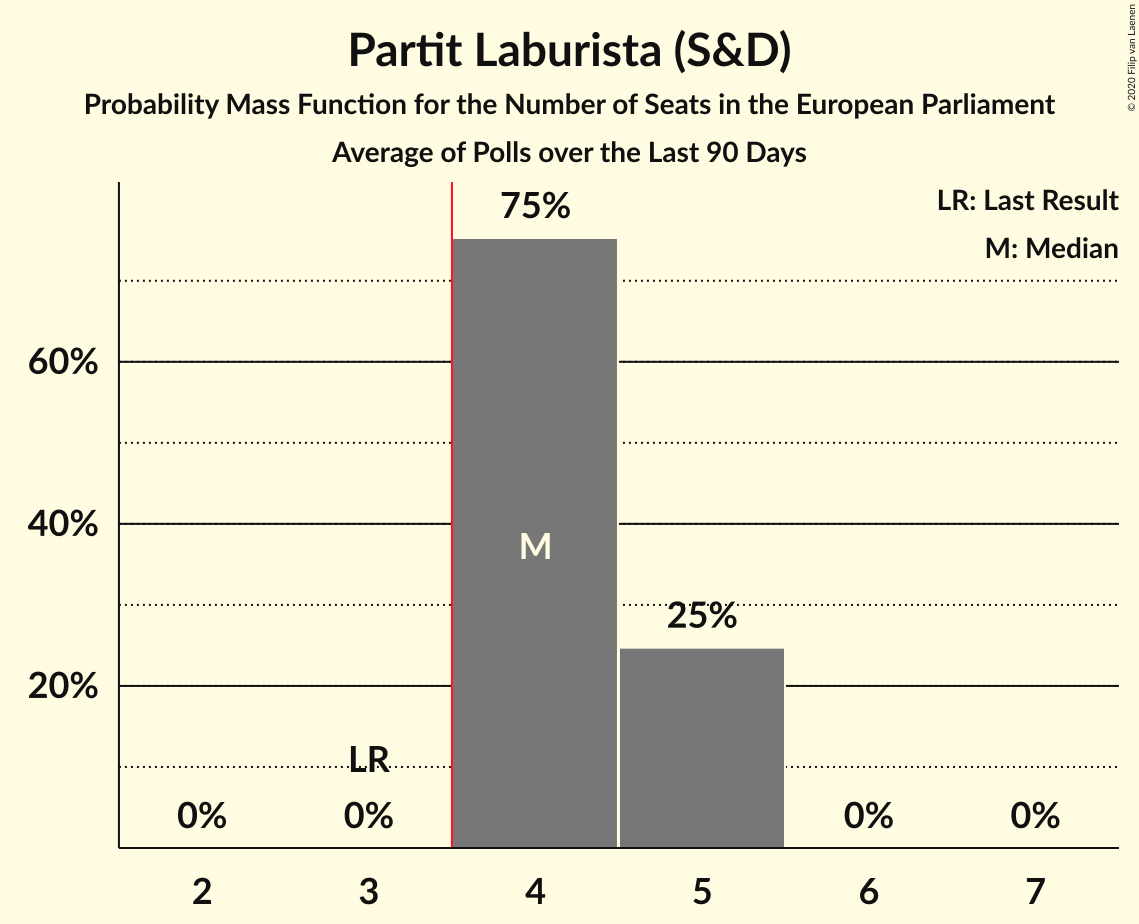 Partit Laburista (S&D)
Probability Mass Function for the Number of Seats in the European Parliament
Average of Polls over the Last 90 Days
© 2020 Filip van Laenen
LR: Last Result
M: Median
75%
60%
40%
M
25%
20%
LR
0%
0%
0%
0%
2
3
4
5
6
7